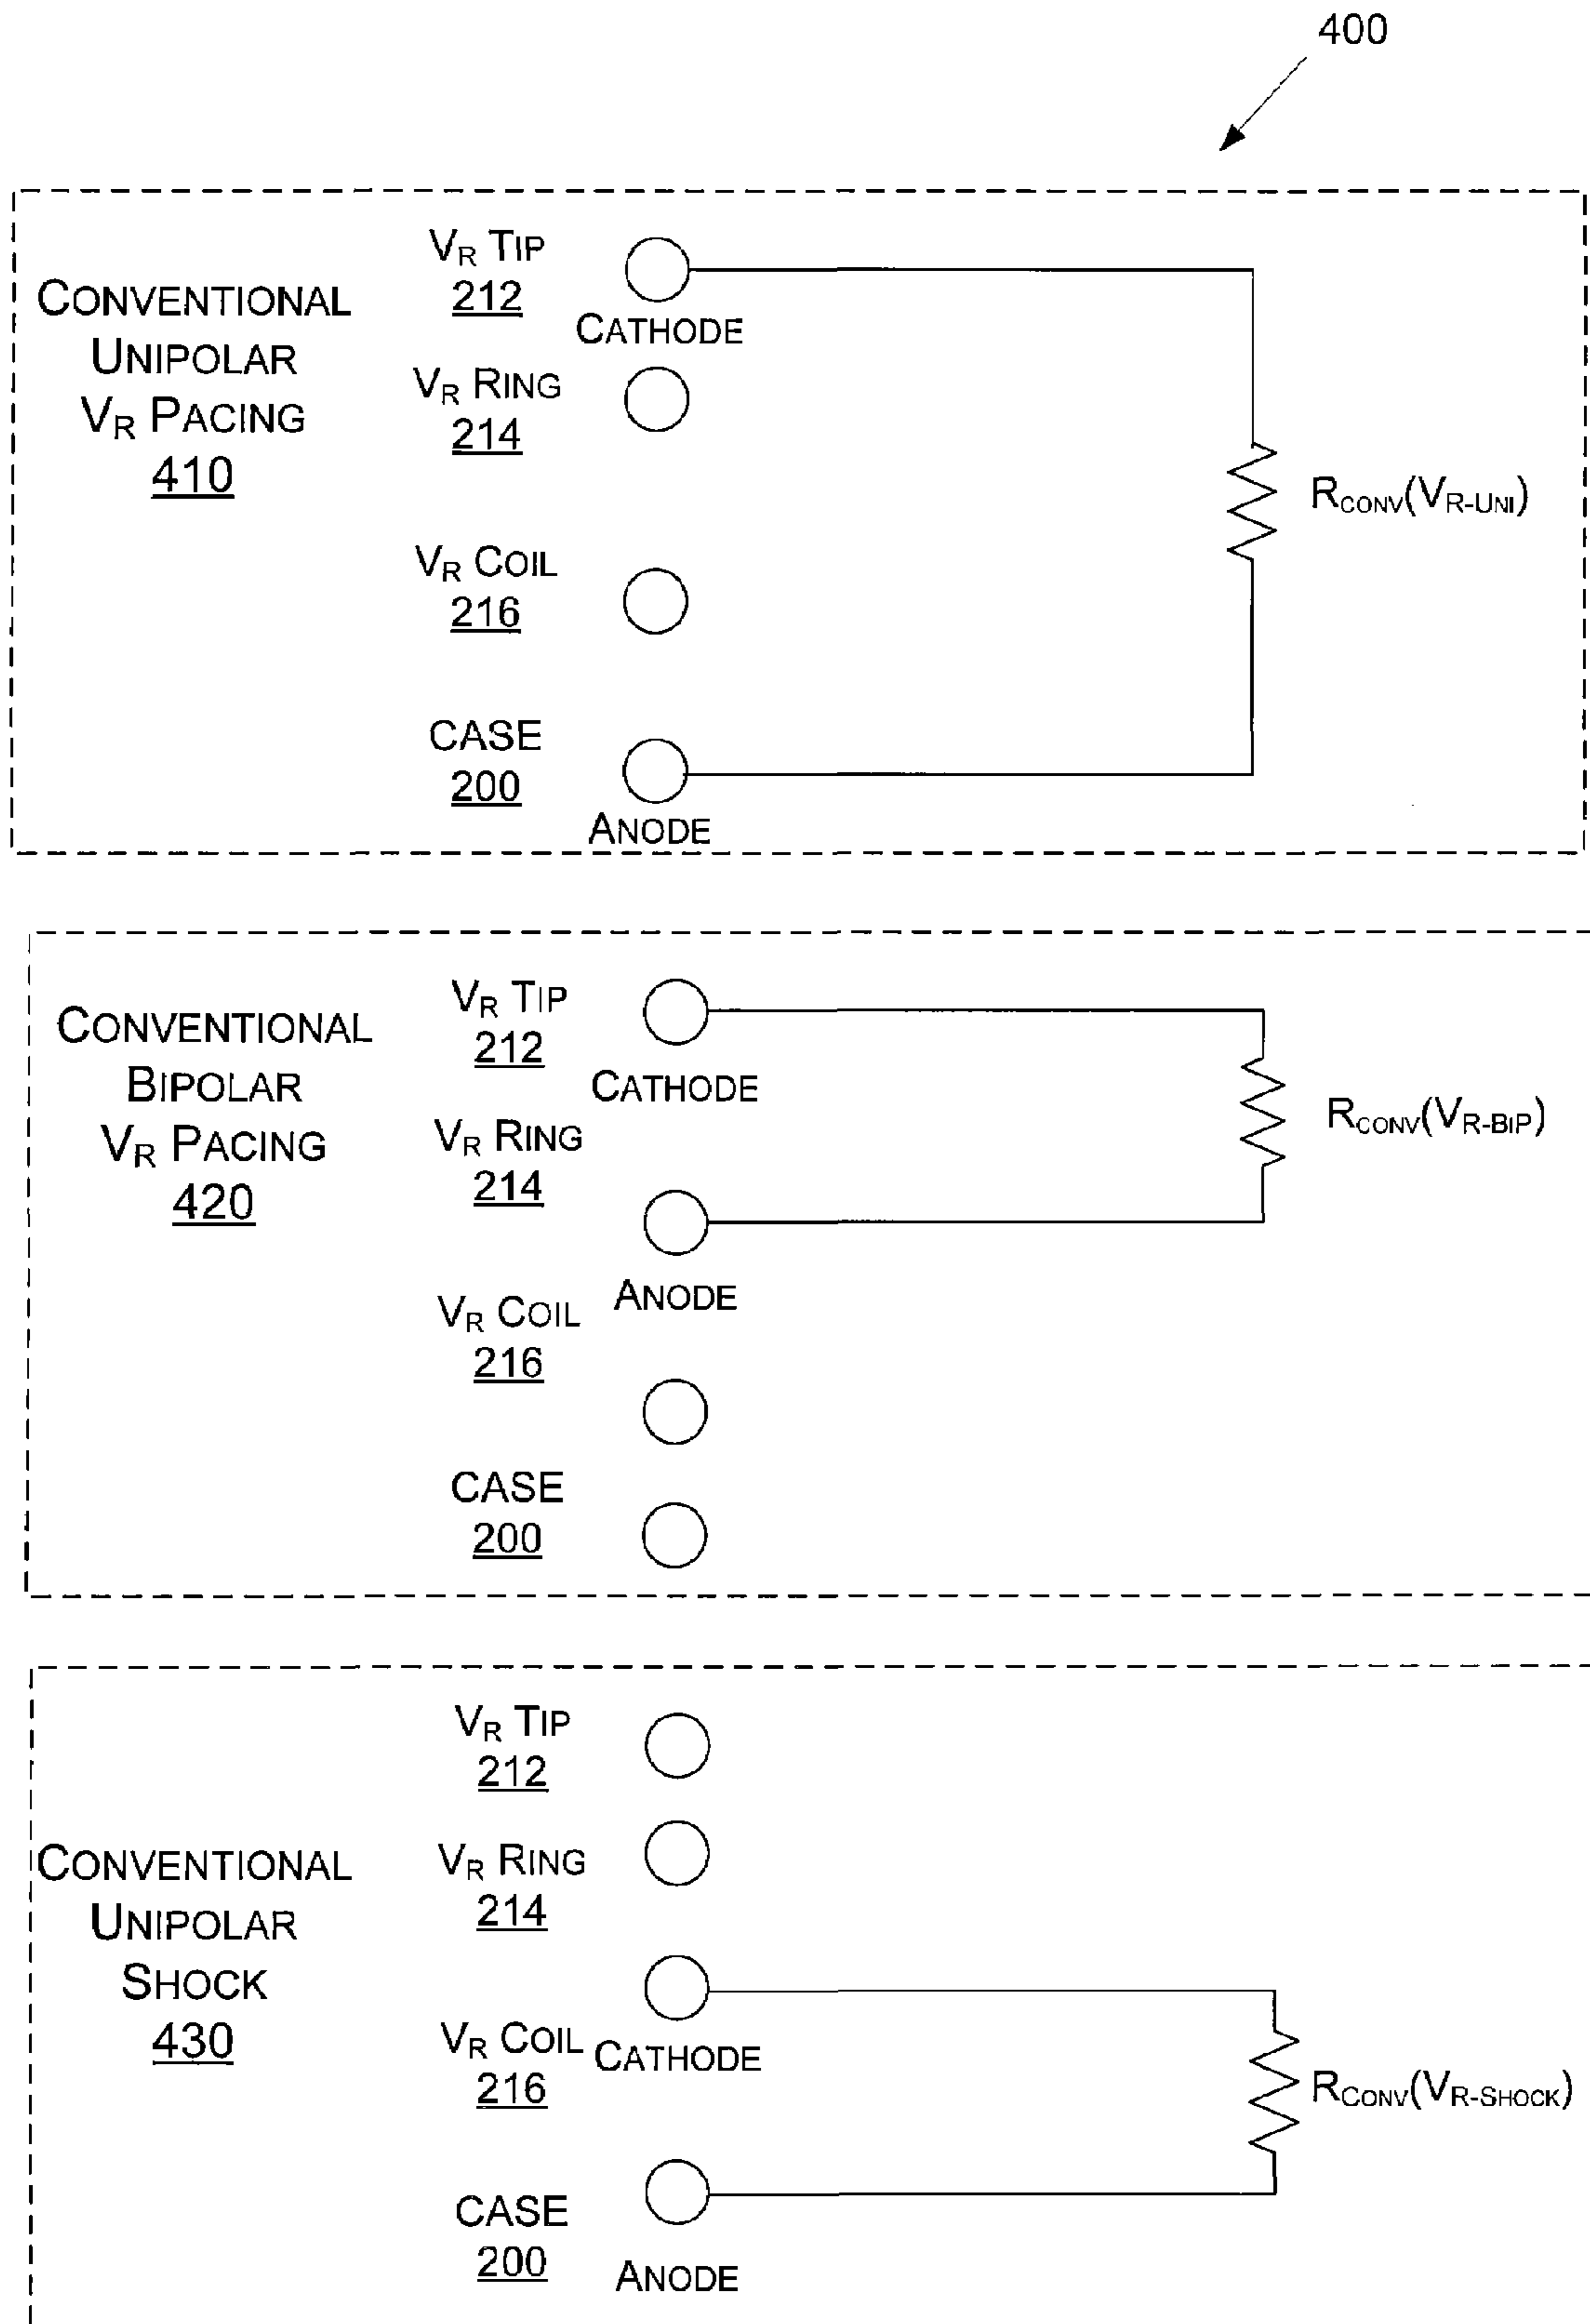 400
CONVENTIONAL
UNIPOLAR
VR PACING
410
VR TIP
212
CATHODE
VR RING
214
VR COIL
216
CASE
200
ANODE
RCONV(VR-UNI)
CONVENTIONAL
BIPOLAR
VR PACING
420
VR TIP
212
CATHODE
VR RING
214
ANODE
VR COIL
216
CASE
200
RCONV(VR-BIP)
CONVENTIONAL
UNIPOLAR
SHOCK
430
VR TIP
212
VR RING
214
VR COIL
216
CATHODE
CASE
200
ANODE
RCONV(VR-SHOCK)